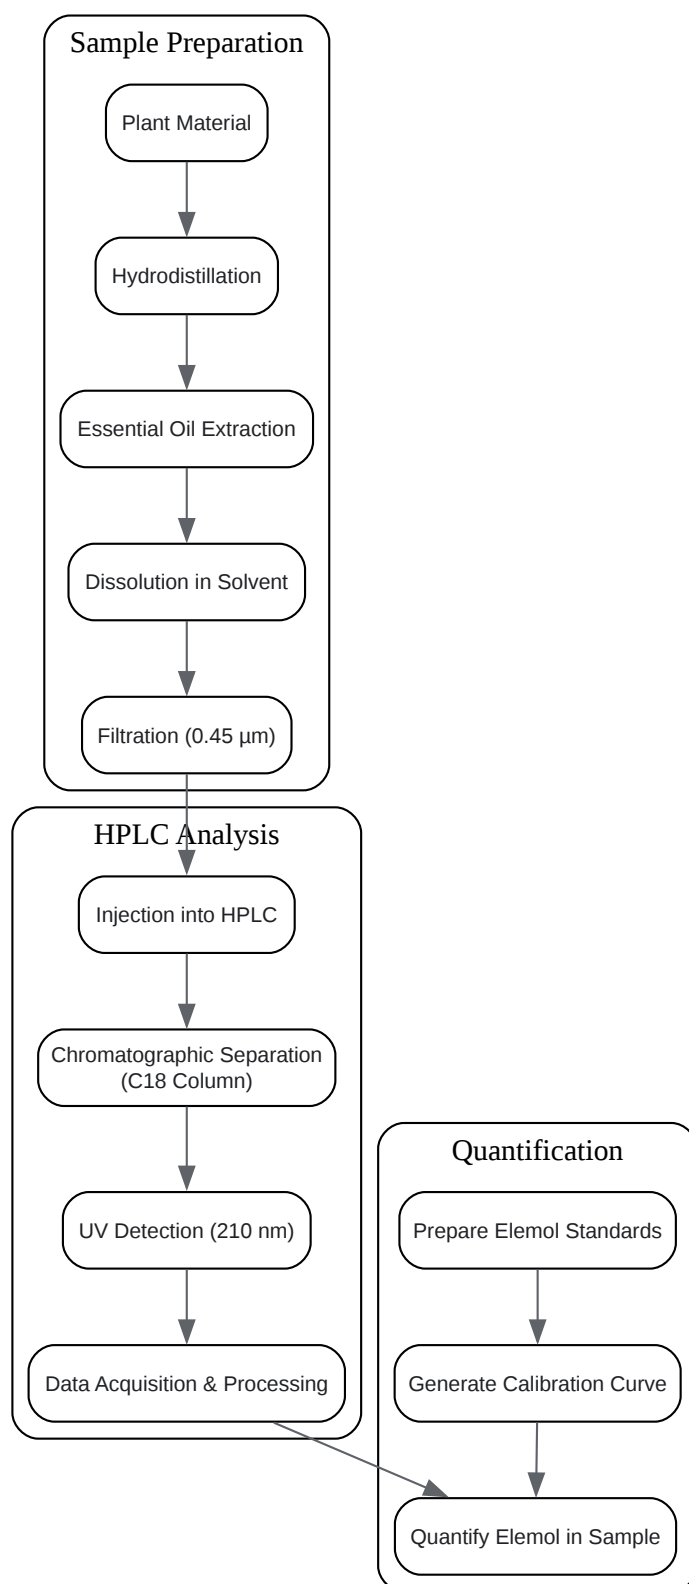 Sample Preparation
Plant Material
Hydrodistillation
Essential Oil Extraction
Dissolution in Solvent
Filtration (0.45 µm)
HPLC Analysis
Injection into HPLC
Chromatographic Separation
(C18 Column)
UV Detection (210 nm)
Data Acquisition & Processing
Quantification
Prepare Elemol Standards
Generate Calibration Curve
Quantify Elemol in Sample